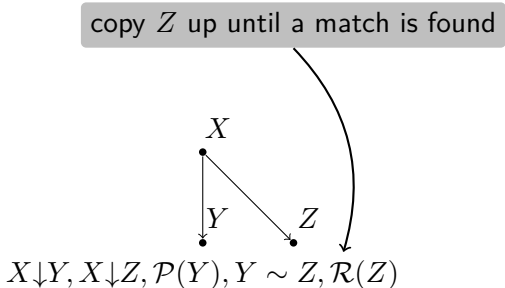 copy Z up until a match is found
X
Y Z
X↓Y, X↓Z, 𝒫(Y), Y ∼ Z, ℛ(Z)